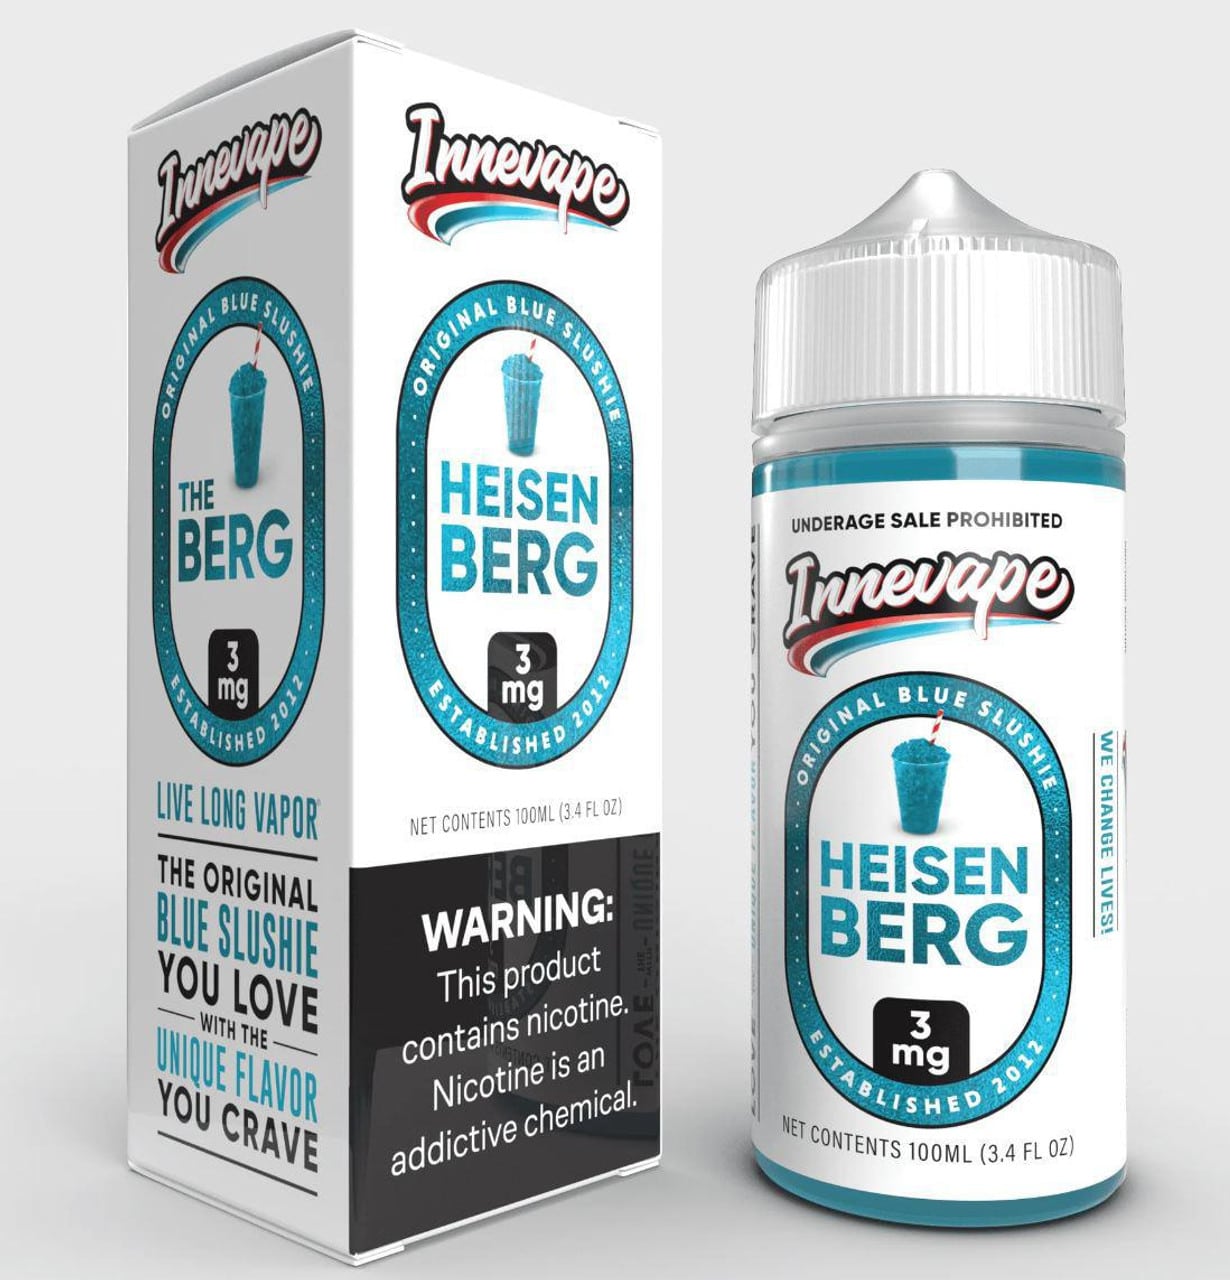 Innevape
ORIGINAL BLUE SLUSHIE
THE
BERG
3
mg
ESTABLISHED 2012
LIVE LONG VAPOR
THE ORIGINAL
BLUE SLUSHIE
YOU LOVE
WITH THE
UNIQUE FLAVOR
YOU CRAVE
Innevape
ORIGINAL BLUE SLUSHIE
HEISEN
BERG
3
mg
ESTABLISHED 2012
NET CONTENTS 100ML (3.4 FL OZ)
WARNING:
This product
contains nicotine.
Nicotine is an
addictive chemical.
UNDERAGE SALE PROHIBITED
Innevape
ORIGINAL BLUE SLUSHIE
HEISEN
BERG
3
mg
ESTABLISHED 2012
NET CONTENTS 100ML (3.4 FL OZ)
WE CHANGE LIVES!